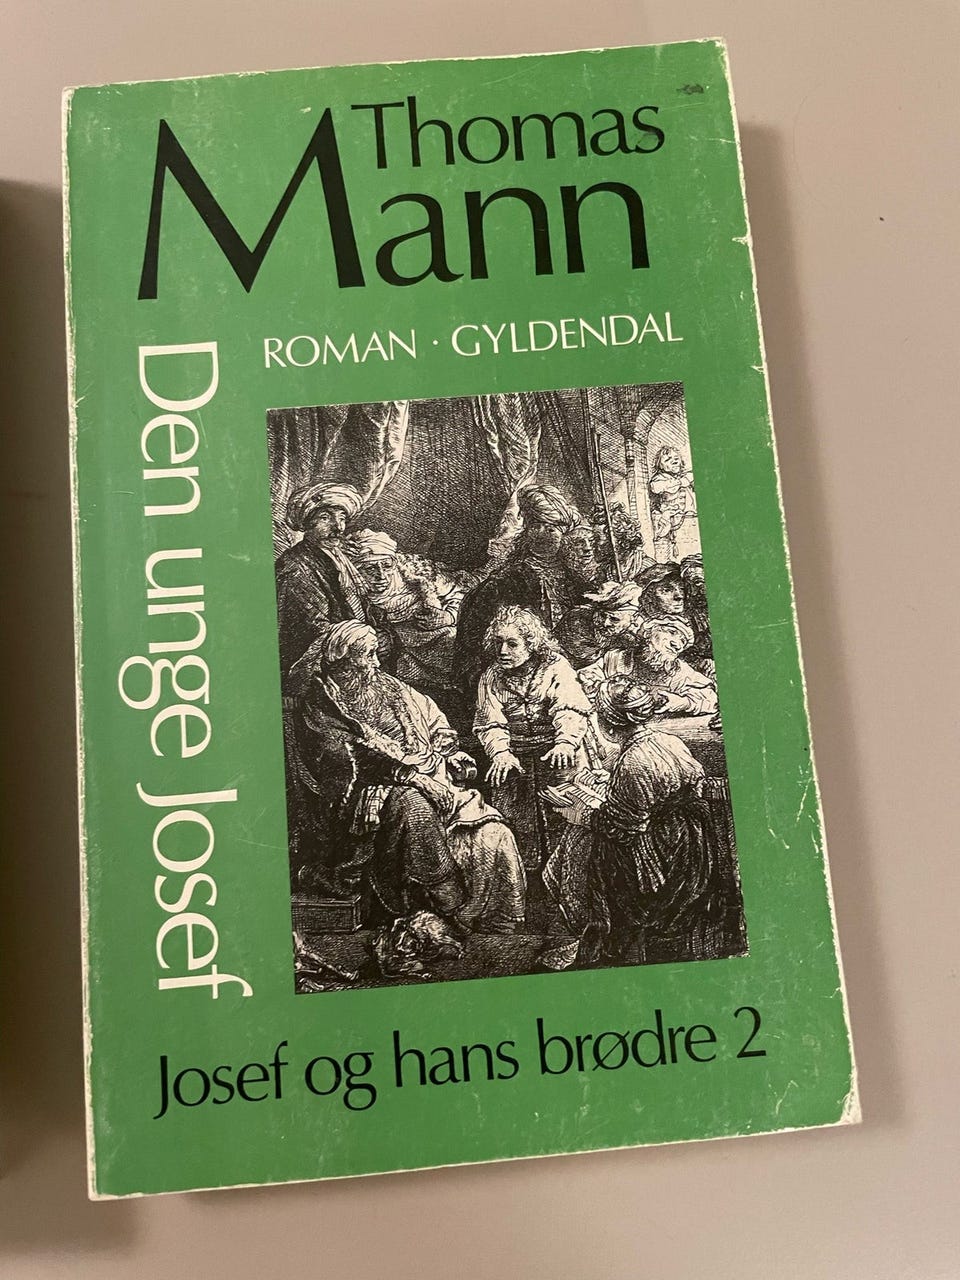 Thomas
Mann
ROMAN · GYLDENDAL
Den unge Josef
Josef og hans brødre 2